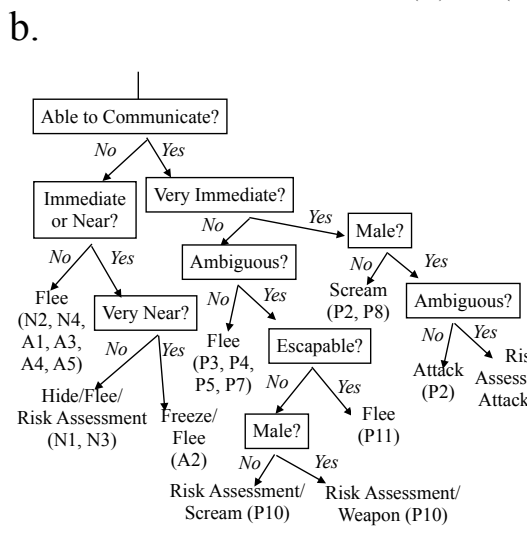 b.
Able to Communicate?
No
Yes
Immediate
or Near?
Very Immediate?
No
Yes
No
Yes
Male?
Ambiguous?
No
Yes
Flee
(N2, N4,
A1, A3,
A4, A5)
Very Near?
No
Yes
Scream
(P2, P8)
Ambiguous?
Flee
(P3, P4,
P5, P7)
Escapable?
No
Yes
No
Yes
Attack
(P2)
Assess
Attack
No
Yes
Hide/Flee/
Risk Assessment
(N1, N3)
Freeze/
Flee
(A2)
Male?
Flee
(P11)
No
Yes
Risk Assessment/
Scream (P10)
Risk Assessment/
Weapon (P10)